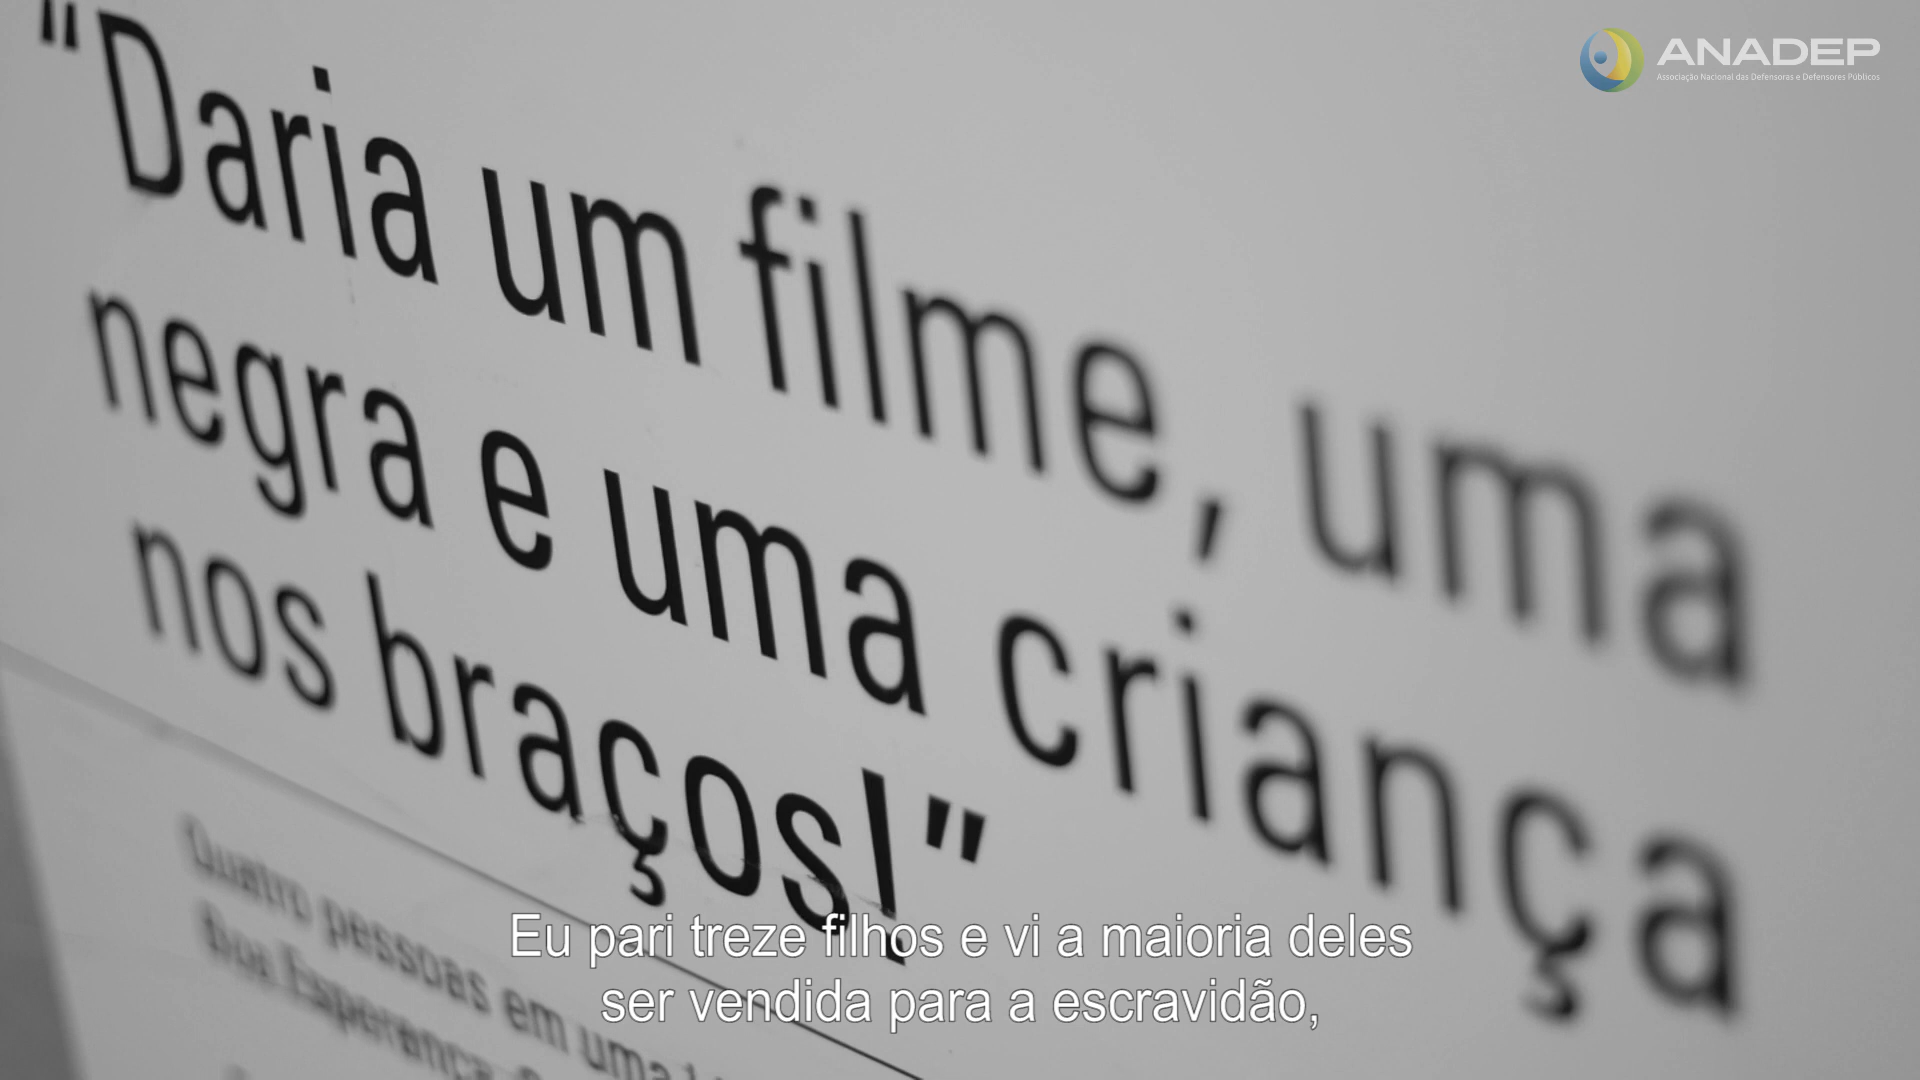 ANADEP
Associação Nacional das Defensoras e Defensores Públicos
"Daria um filme, uma
negra e uma criança
nos braços!"
Quatro pessoas em uma
Boa Esperança
Eu pari treze filhos e vi a maioria deles
ser vendida para a escravidão,